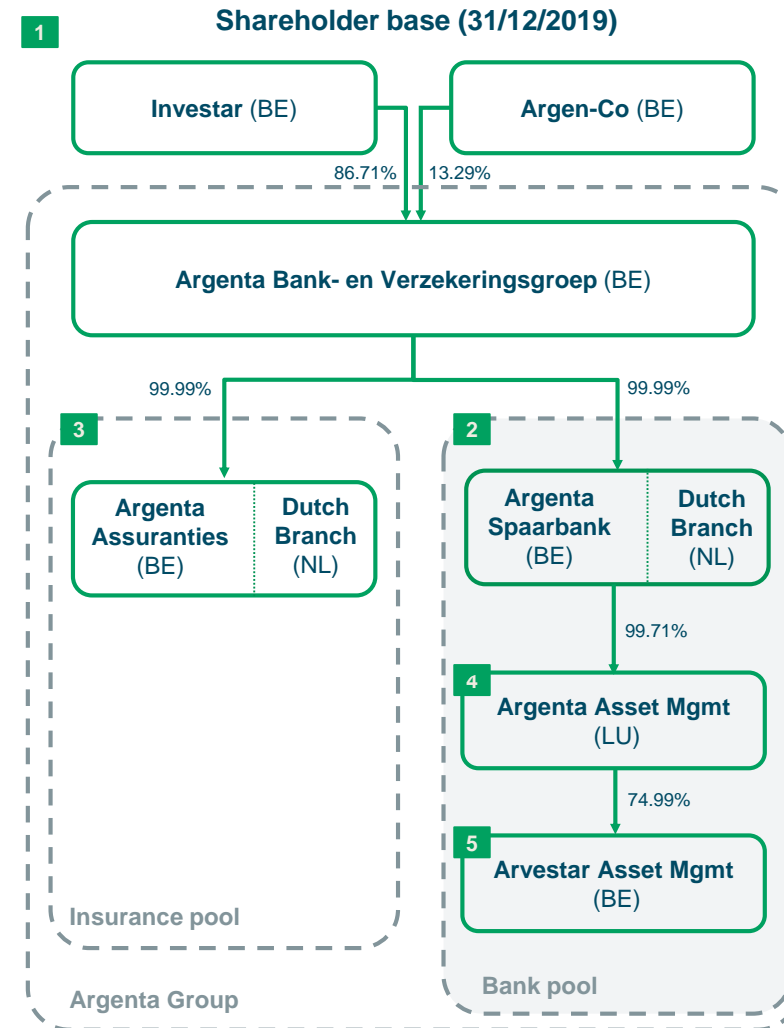 1
Shareholder base (31/12/2019)
Investar (BE)
Argen-Co (BE)
86.71%
13.29%
Argenta Bank- en Verzekeringsgroep (BE)
99.99%
99.99%
3
2
Argenta
Assuranties
(BE)
Dutch
Branch
(NL)
Argenta
Spaarbank
(BE)
Dutch
Branch
(NL)
99.71%
4
Argenta Asset Mgmt
(LU)
74.99%
5
Arvestar Asset Mgmt
(BE)
Insurance pool
Bank pool
Argenta Group